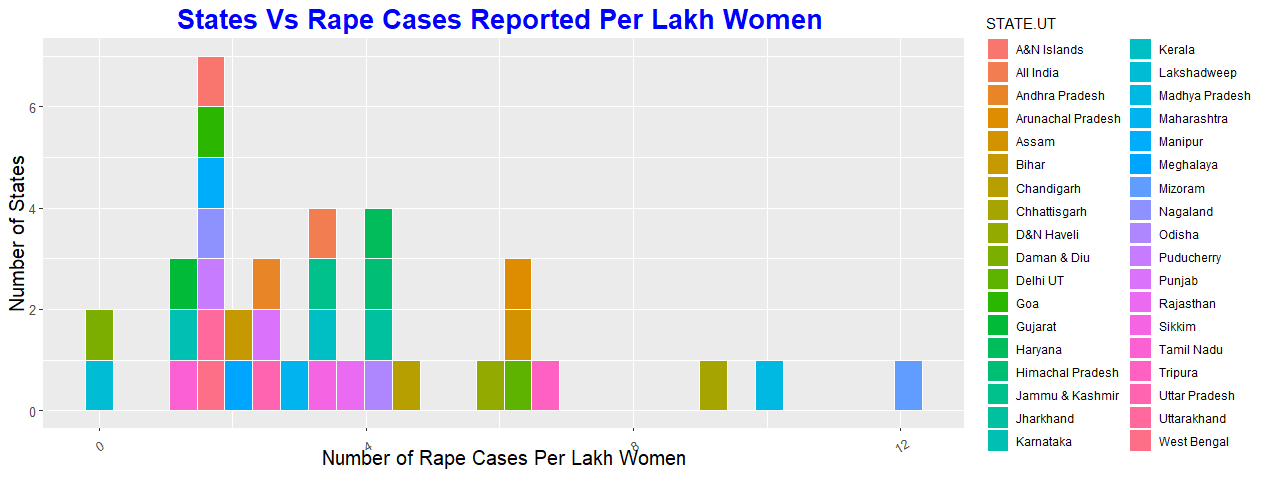 States Vs Rape Cases Reported Per Lakh Women
Number of States
6
4
2
0
0
4
8
12
Number of Rape Cases Per Lakh Women
STATE.UT
A&N Islands
All India
Andhra Pradesh
Arunachal Pradesh
Assam
Bihar
Chandigarh
Chhattisgarh
D&N Haveli
Daman & Diu
Delhi UT
Goa
Gujarat
Haryana
Himachal Pradesh
Jammu & Kashmir
Jharkhand
Karnataka
Kerala
Lakshadweep
Madhya Pradesh
Maharashtra
Manipur
Meghalaya
Mizoram
Nagaland
Odisha
Puducherry
Punjab
Rajasthan
Sikkim
Tamil Nadu
Tripura
Uttar Pradesh
Uttarakhand
West Bengal